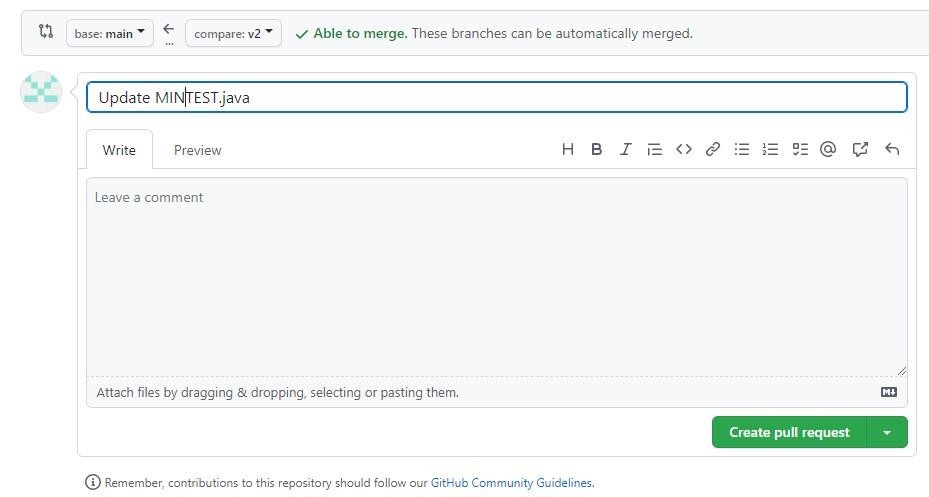 base: main ... compare: v2 ✓ Able to merge. These branches can be automatically merged.
Update MINTEST.java
Write Preview H B I @
Leave a comment
Attach files by dragging & dropping, selecting or pasting them.
Create pull request
Remember, contributions to this repository should follow our GitHub Community Guidelines.